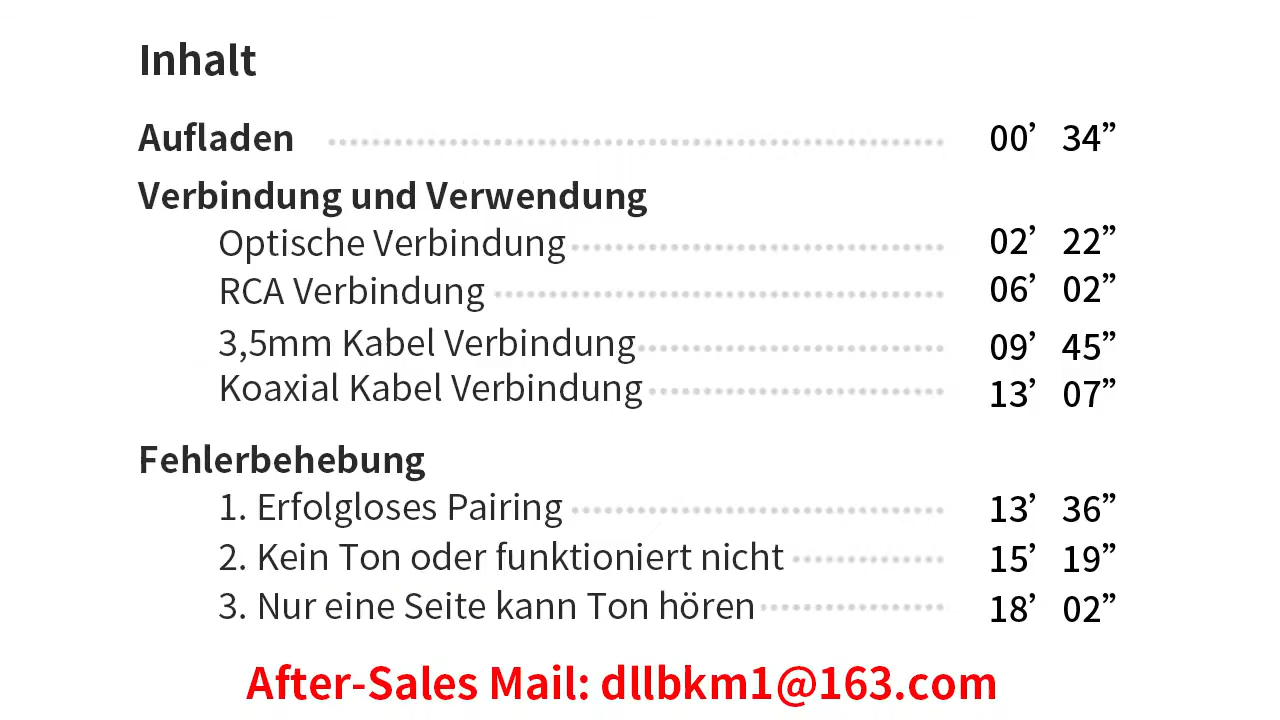 Inhalt
Aufladen 00’ 34”
Verbindung und Verwendung
Optische Verbindung 02’ 22”
RCA Verbindung 06’ 02”
3,5mm Kabel Verbindung 09’ 45”
Koaxial Kabel Verbindung 13’ 07”
Fehlerbehebung
1. Erfolgloses Pairing 13’ 36”
2. Kein Ton oder funktioniert nicht 15’ 19”
3. Nur eine Seite kann Ton hören 18’ 02”
After-Sales Mail: dllbkm1@163.com